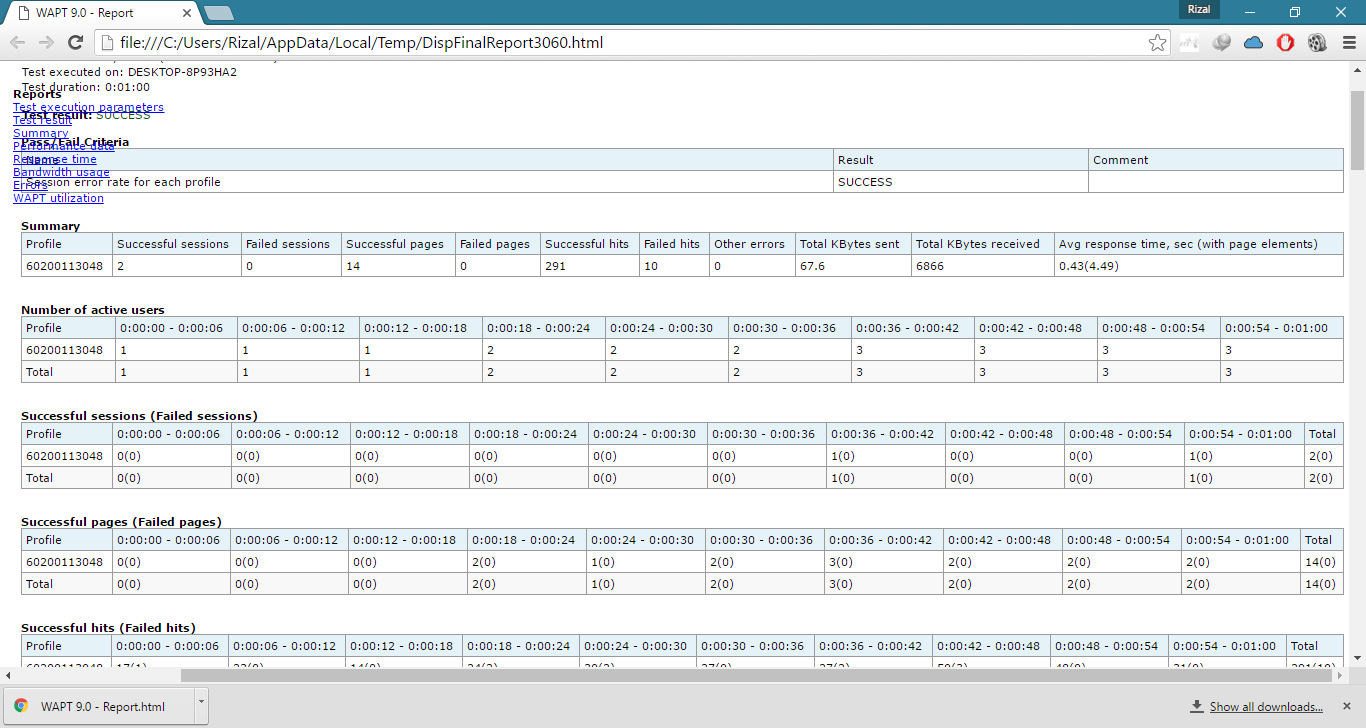 WAPT 9.0 - Report
Rizal
file:///C:/Users/Rizal/AppData/Local/Temp/DispFinalReport3060.html
Test executed on: DESKTOP-8P93HA2
Test duration: 0:01:00
Reports
Test execution parameters
Test result
Test result: SUCCESS
Summary
Pass/Fail Criteria
Performance data
Response time
Name Result Comment
Bandwidth usage
Session error rate for each profile SUCCESS
Errors
WAPT utilization
Summary
Profile Successful sessions Failed sessions Successful pages Failed pages Successful hits Failed hits Other errors Total KBytes sent Total KBytes received Avg response time, sec (with page elements)
60200113048 2 0 14 0 291 10 0 67.6 6866 0.43(4.49)
Number of active users
Profile 0:00:00 - 0:00:06 0:00:06 - 0:00:12 0:00:12 - 0:00:18 0:00:18 - 0:00:24 0:00:24 - 0:00:30 0:00:30 - 0:00:36 0:00:36 - 0:00:42 0:00:42 - 0:00:48 0:00:48 - 0:00:54 0:00:54 - 0:01:00
60200113048 1 1 1 2 2 2 3 3 3 3
Total 1 1 1 2 2 2 3 3 3 3
Successful sessions (Failed sessions)
Profile 0:00:00 - 0:00:06 0:00:06 - 0:00:12 0:00:12 - 0:00:18 0:00:18 - 0:00:24 0:00:24 - 0:00:30 0:00:30 - 0:00:36 0:00:36 - 0:00:42 0:00:42 - 0:00:48 0:00:48 - 0:00:54 0:00:54 - 0:01:00 Total
60200113048 0(0) 0(0) 0(0) 0(0) 0(0) 0(0) 1(0) 0(0) 0(0) 1(0) 2(0)
Total 0(0) 0(0) 0(0) 0(0) 0(0) 0(0) 1(0) 0(0) 0(0) 1(0) 2(0)
Successful pages (Failed pages)
Profile 0:00:00 - 0:00:06 0:00:06 - 0:00:12 0:00:12 - 0:00:18 0:00:18 - 0:00:24 0:00:24 - 0:00:30 0:00:30 - 0:00:36 0:00:36 - 0:00:42 0:00:42 - 0:00:48 0:00:48 - 0:00:54 0:00:54 - 0:01:00 Total
60200113048 0(0) 0(0) 0(0) 2(0) 1(0) 2(0) 3(0) 2(0) 2(0) 2(0) 14(0)
Total 0(0) 0(0) 0(0) 2(0) 1(0) 2(0) 3(0) 2(0) 2(0) 2(0) 14(0)
Successful hits (Failed hits)
Profile 0:00:00 - 0:00:06 0:00:06 - 0:00:12 0:00:12 - 0:00:18 0:00:18 - 0:00:24 0:00:24 - 0:00:30 0:00:30 - 0:00:36 0:00:36 - 0:00:42 0:00:42 - 0:00:48 0:00:48 - 0:00:54 0:00:54 - 0:01:00 Total
WAPT 9.0 - Report.html
Show all downloads...